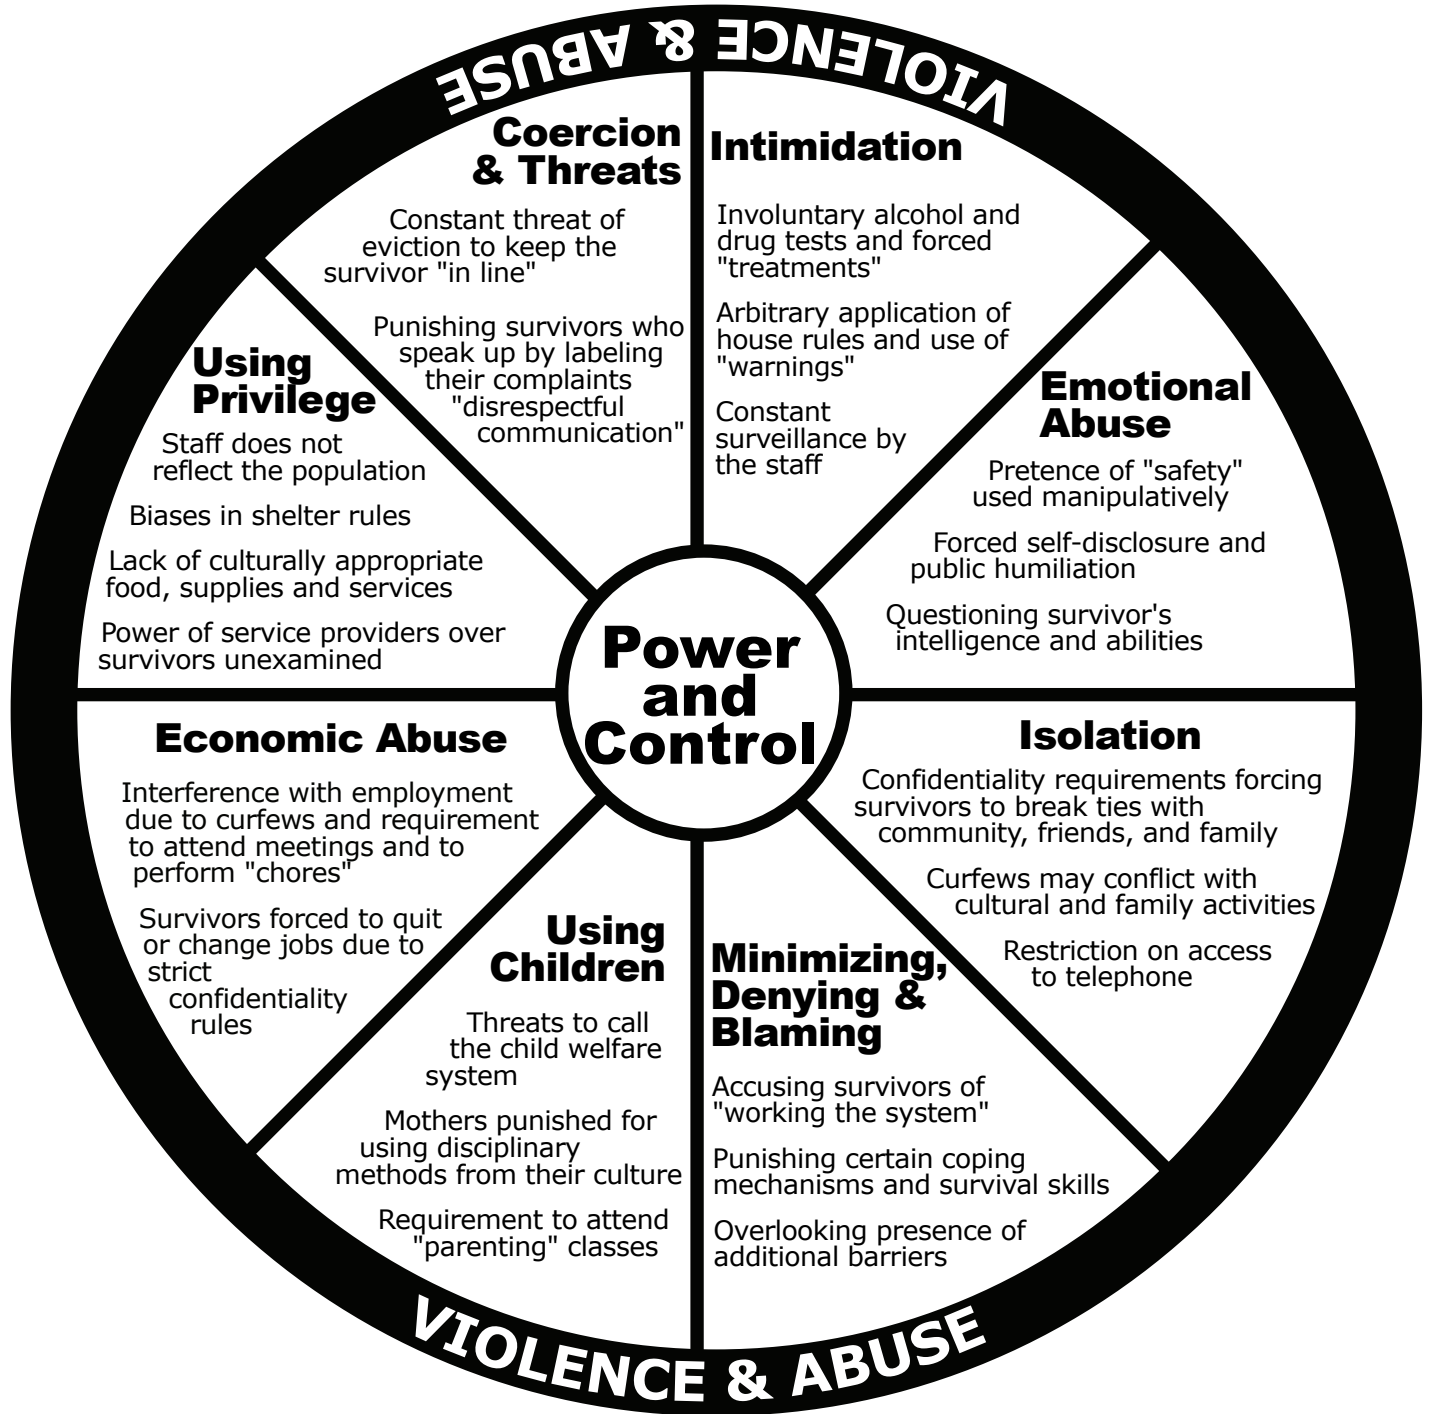 VIOLENCE & ABUSE
Coercion
& Threats
Constant threat of
eviction to keep the
survivor "in line"
Punishing survivors who
speak up by labeling
their complaints
"disrespectful
communication"
Intimidation
Involuntary alcohol and
drug tests and forced
"treatments"
Arbitrary application of
house rules and use of
"warnings"
Constant
surveillance by
the staff
Emotional
Abuse
Pretence of "safety"
used manipulatively
Forced self-disclosure and
public humiliation
Questioning survivor's
intelligence and abilities
Isolation
Confidentiality requirements forcing
survivors to break ties with
community, friends, and family
Curfews may conflict with
cultural and family activities
Restriction on access
to telephone
Minimizing,
Denying &
Blaming
Accusing survivors of
"working the system"
Punishing certain coping
mechanisms and survival skills
Overlooking presence of
additional barriers
Using
Children
Threats to call
the child welfare
system
Mothers punished for
using disciplinary
methods from their culture
Requirement to attend
"parenting" classes
Economic Abuse
Interference with employment
due to curfews and requirement
to attend meetings and to
perform "chores"
Survivors forced to quit
or change jobs due to
strict
confidentiality
rules
Using
Privilege
Staff does not
reflect the population
Biases in shelter rules
Lack of culturally appropriate
food, supplies and services
Power of service providers over
survivors unexamined
Power
and
Control
VIOLENCE & ABUSE